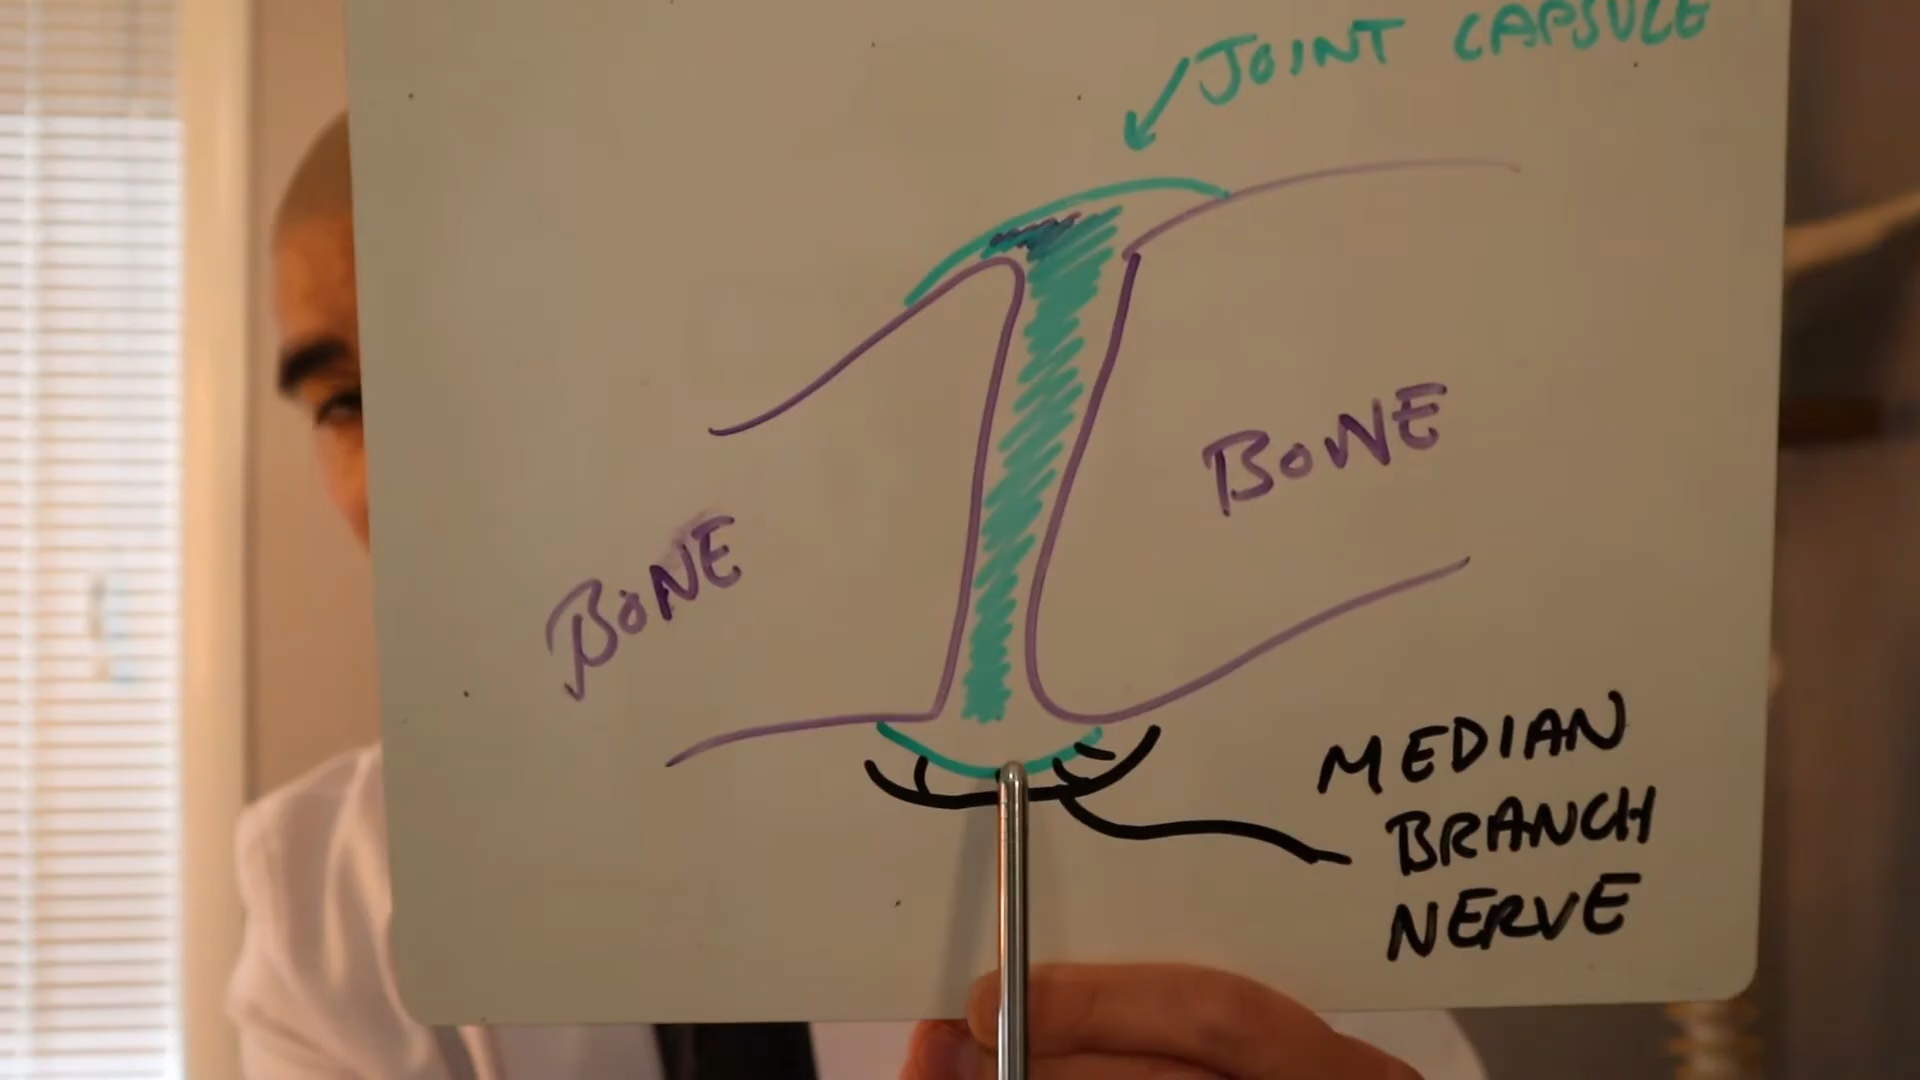 JOINT CAPSULE
BONE
BONE
MEDIAN
BRANCH
NERVE